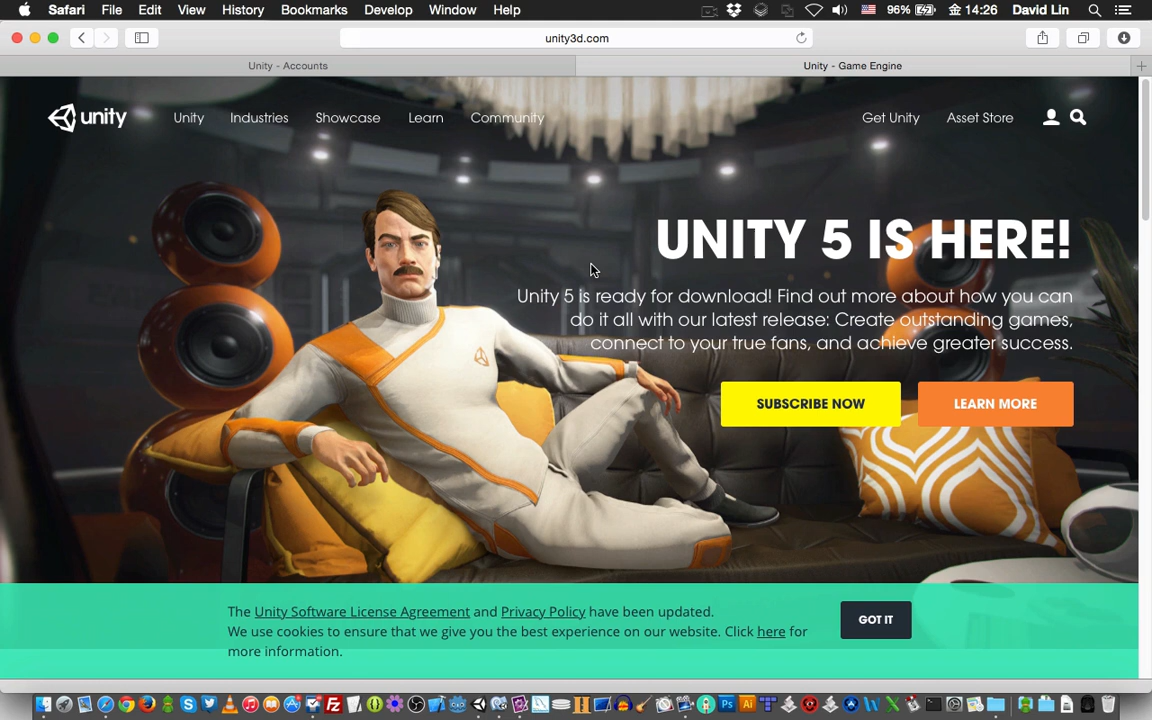 Safari File Edit View History Bookmarks Develop Window Help 96% 金 14:26 David Lin
unity3d.com
Unity - Accounts Unity - Game Engine
unity Unity Industries Showcase Learn Community Get Unity Asset Store
UNITY 5 IS HERE!
Unity 5 is ready for download! Find out more about how you can
do it all with our latest release: Create outstanding games,
connect to your true fans, and achieve greater success.
SUBSCRIBE NOW LEARN MORE
The Unity Software License Agreement and Privacy Policy have been updated.
We use cookies to ensure that we give you the best experience on our website. Click here for
more information.
GOT IT